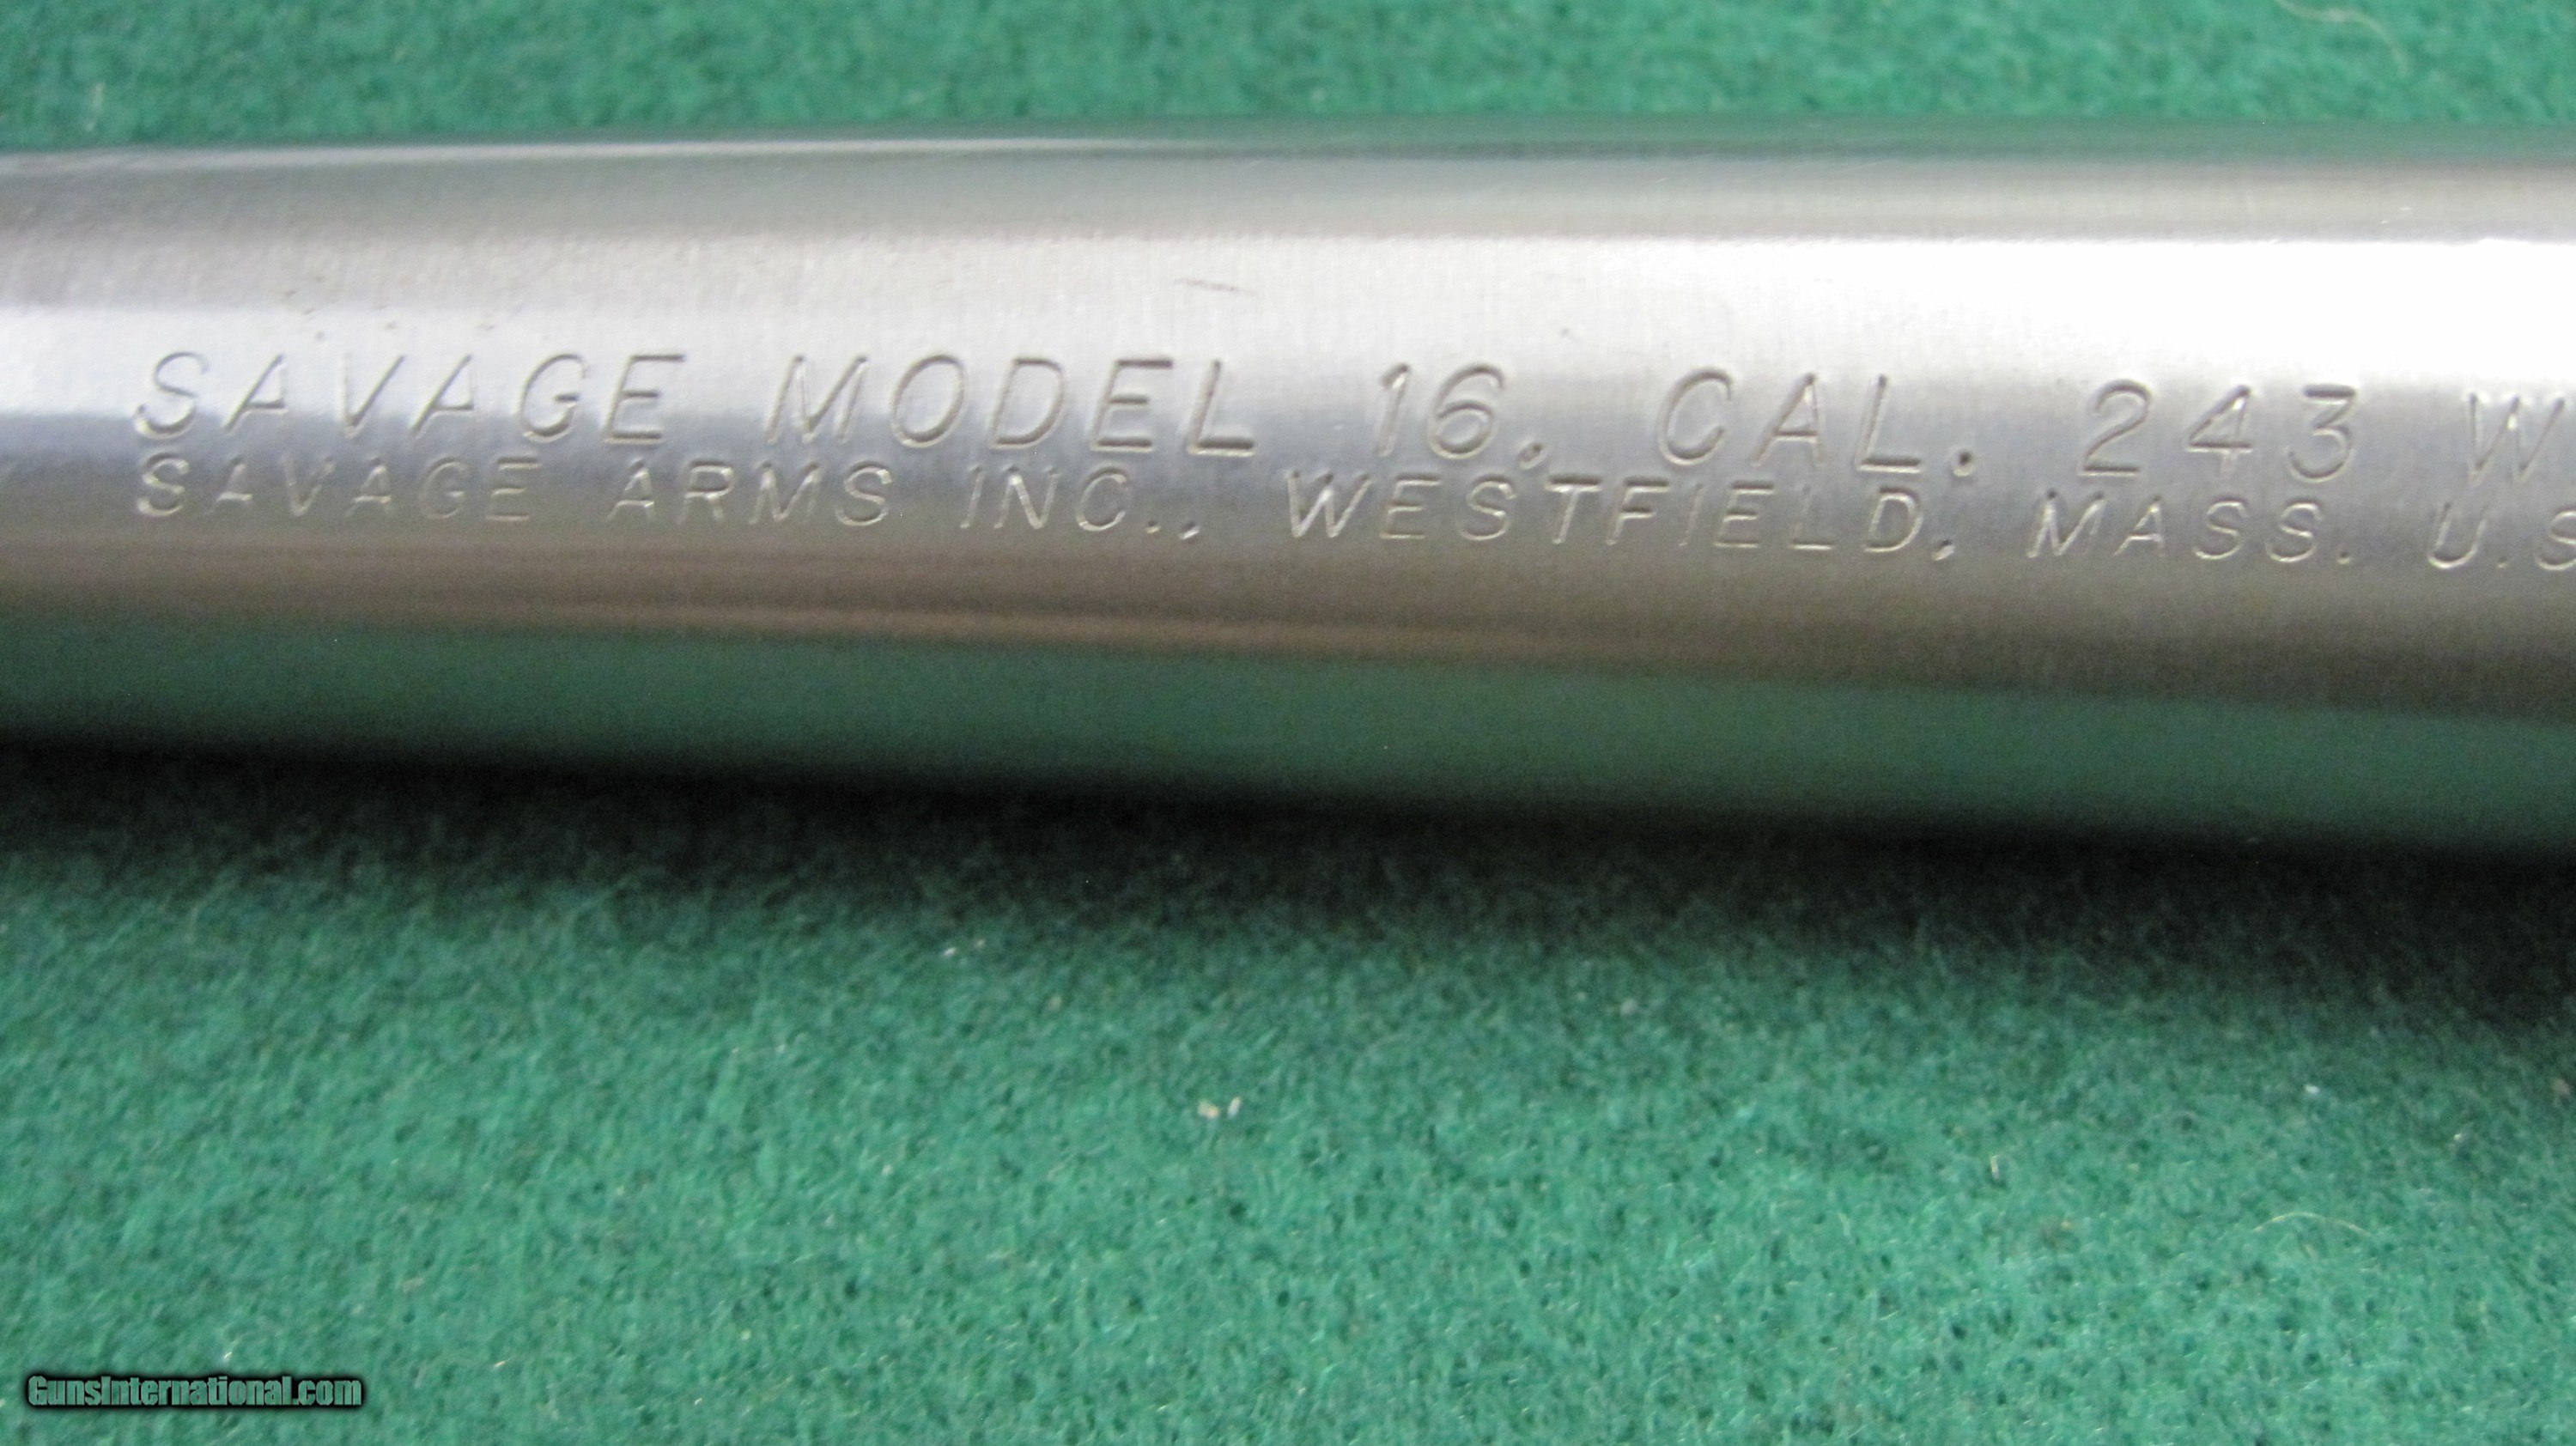 SAVAGE MODEL 16. CAL. 243 W
SAVAGE ARMS INC., WESTFIELD, MASS. U.S
GunsInternational.com